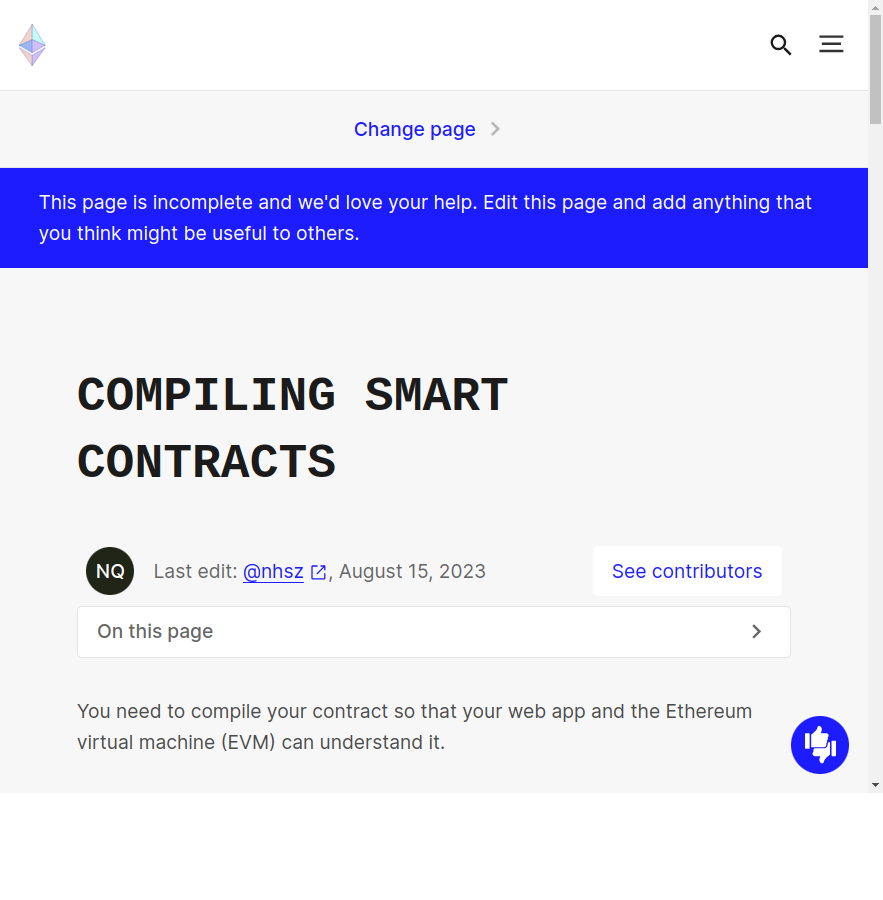 Change page
This page is incomplete and we'd love your help. Edit this page and add anything that
you think might be useful to others.
COMPILING SMART
CONTRACTS
NQ
Last edit: @nhsz, August 15, 2023
See contributors
On this page
You need to compile your contract so that your web app and the Ethereum
virtual machine (EVM) can understand it.